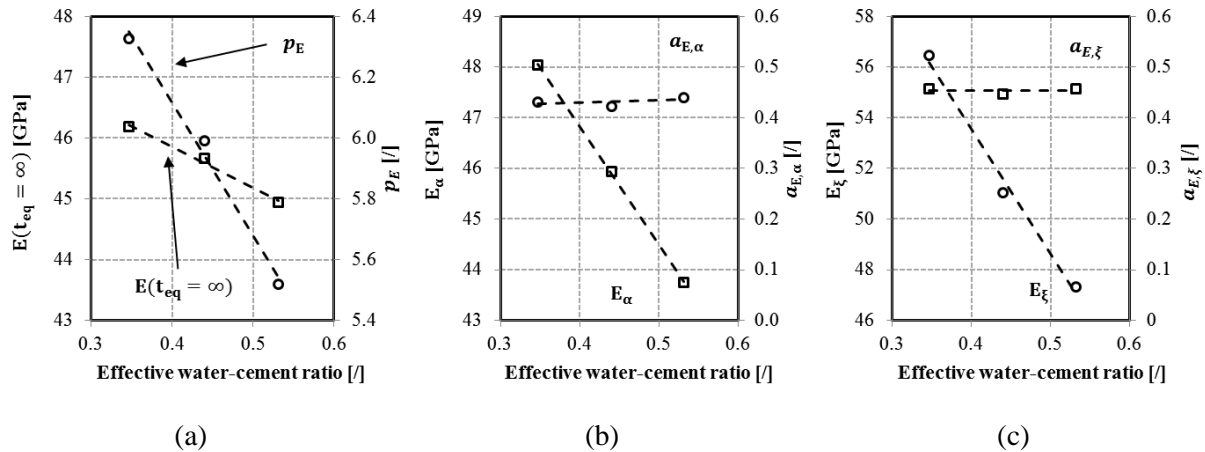 48
47
46
45
44
43
E(t_eq = ∞) [GPa]
p_E
E(t_eq = ∞)
6.4
6.2
6.0
5.8
5.6
5.4
p_E [/]
0.3 0.4 0.5 0.6
Effective water-cement ratio [/]
(a)
49
48
47
46
45
44
43
E_α [GPa]
a_E,α
E_α
0.6
0.5
0.4
0.3
0.2
0.1
0.0
a_E,α [/]
0.3 0.4 0.5 0.6
Effective water-cement ratio [/]
(b)
58
56
54
52
50
48
46
E_ξ [GPa]
a_E,ξ
E_ξ
0.6
0.5
0.4
0.3
0.2
0.1
0
a_E,ξ [/]
0.3 0.4 0.5 0.6
Effective water-cement ratio [/]
(c)